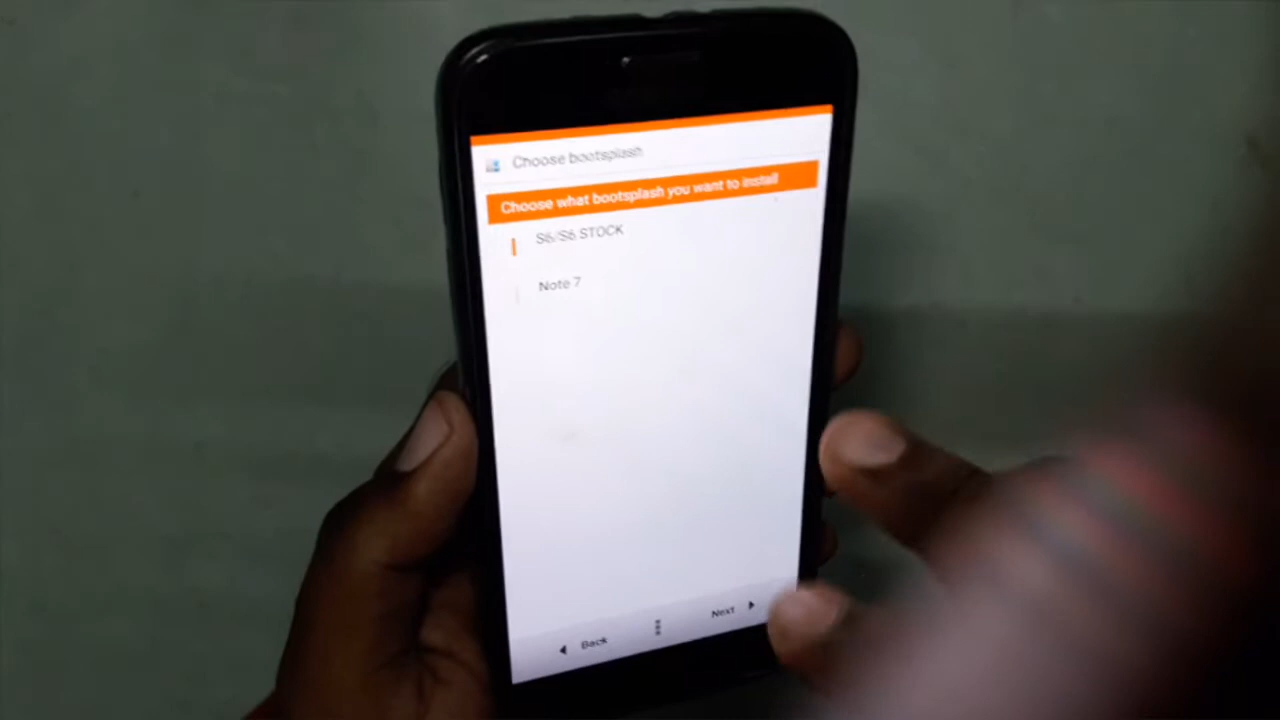 Choose bootsplash
Choose what bootsplash you want to install
S6/S6 STOCK
Note 7
Back
Next